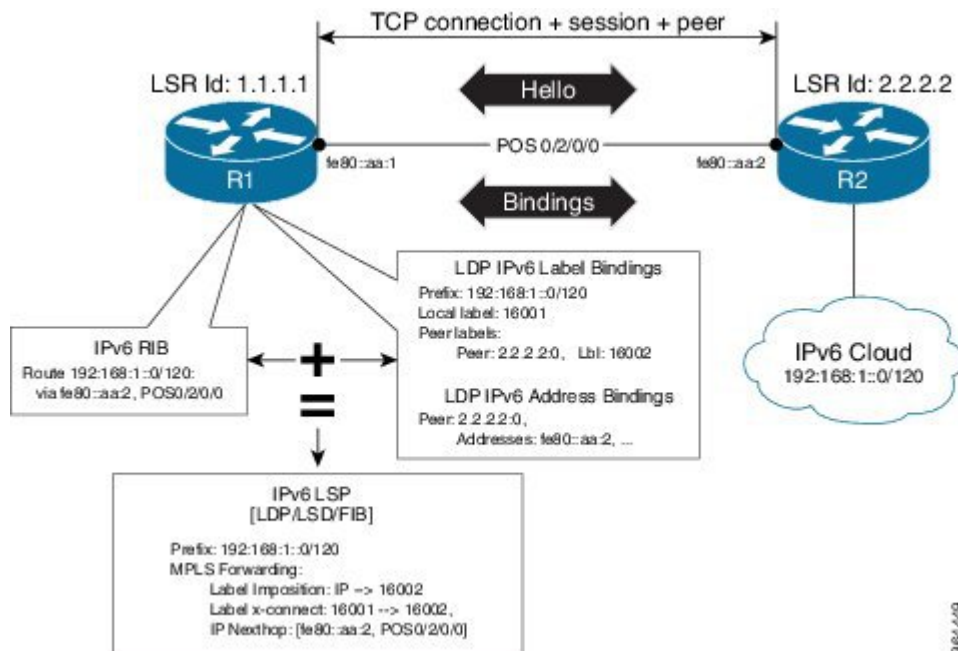 TCP connection + session + peer
LSR Id: 1.1.1.1
LSR Id: 2.2.2.2
Hello
POS 0/2/0/0
fe80::aa:1
fe80::aa:2
R1
R2
Bindings
LDP IPv6 Label Bindings
Prefix: 192:168:1::0/120
Local label: 16001
Peer labels:
Peer: 2.2.2.2:0, Lbl: 16002
LDP IPv6 Address Bindings
Peer: 2.2.2.2:0,
Addresses: fe80::aa:2, ...
IPv6 RIB
Route 192:168:1::0/120:
via fe80::aa:2, POS0/2/0/0
+
=
IPv6 Cloud
192:168:1::0/120
IPv6 LSP
[LDP/LSD/FIB]
Prefix: 192:168:1::0/120
MPLS Forwarding:
Label Imposition: IP --> 16002
Label x-connect: 16001 --> 16002,
IP Nexthop: [fe80::aa:2, POS0/2/0/0]